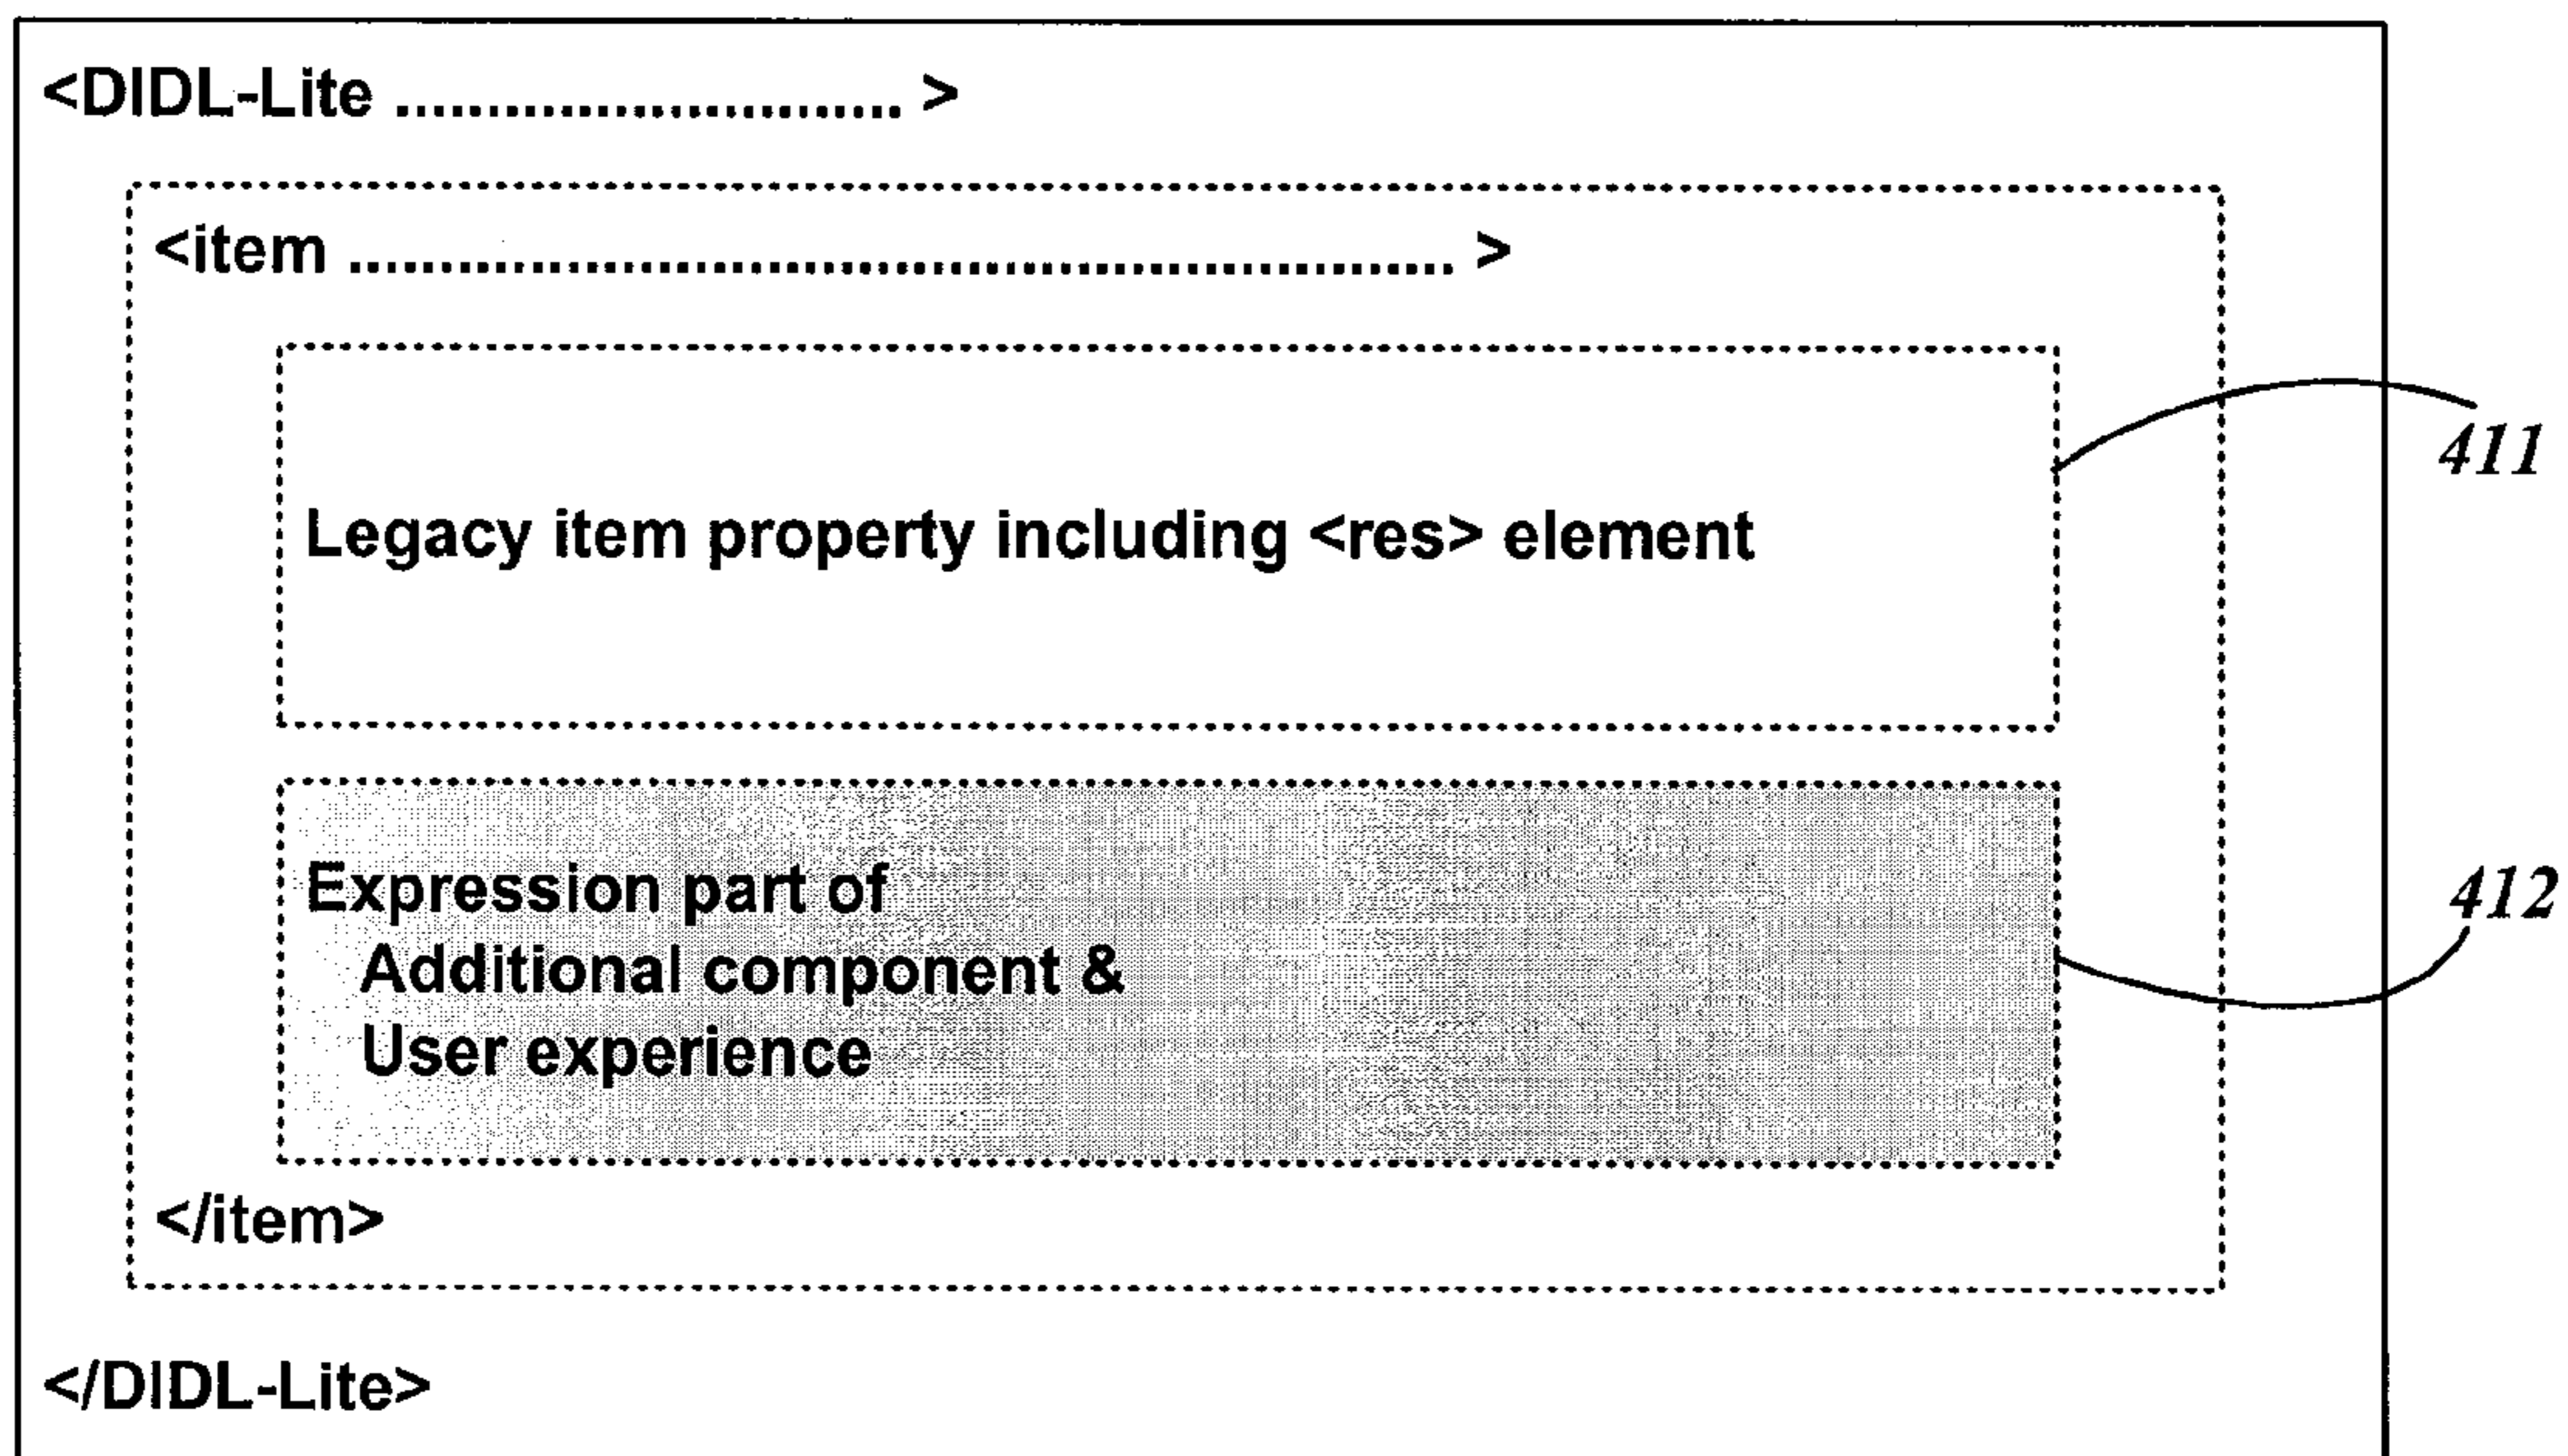 <DIDL-Lite ............................ >
<item ............................................................. >
Legacy item property including <res> element
411
Expression part of
Additional component &
User experience
412
</item>
</DIDL-Lite>